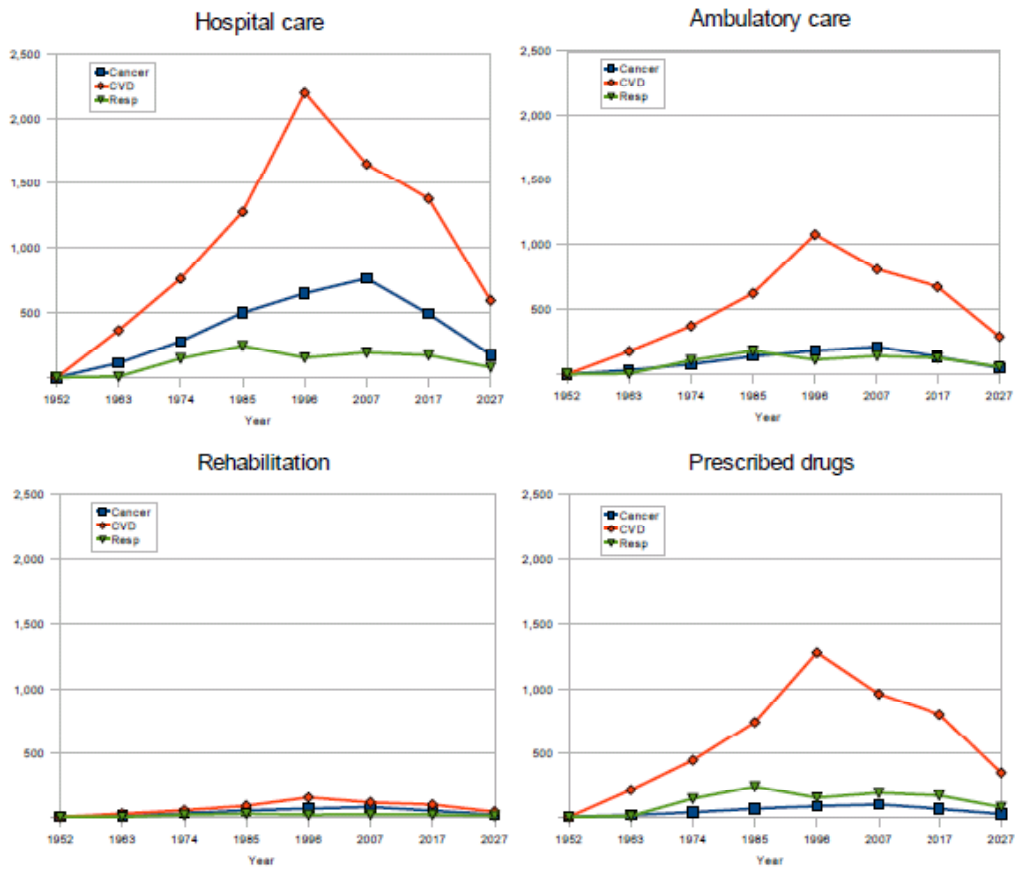 Hospital care
2,500
2,000
1,500
1,000
500
Cancer
CVD
Resp
1952 1963 1974 1985 1996 2007 2017 2027
Year
Ambulatory care
2,500
2,000
1,500
1,000
500
Cancer
CVD
Resp
1952 1963 1974 1985 1996 2007 2017 2027
Year
Rehabilitation
2,500
2,000
1,500
1,000
500
Cancer
CVD
Resp
1952 1963 1974 1985 1996 2007 2017 2027
Year
Prescribed drugs
2,500
2,000
1,500
1,000
500
Cancer
CVD
Resp
1952 1963 1974 1985 1996 2007 2017 2027
Year